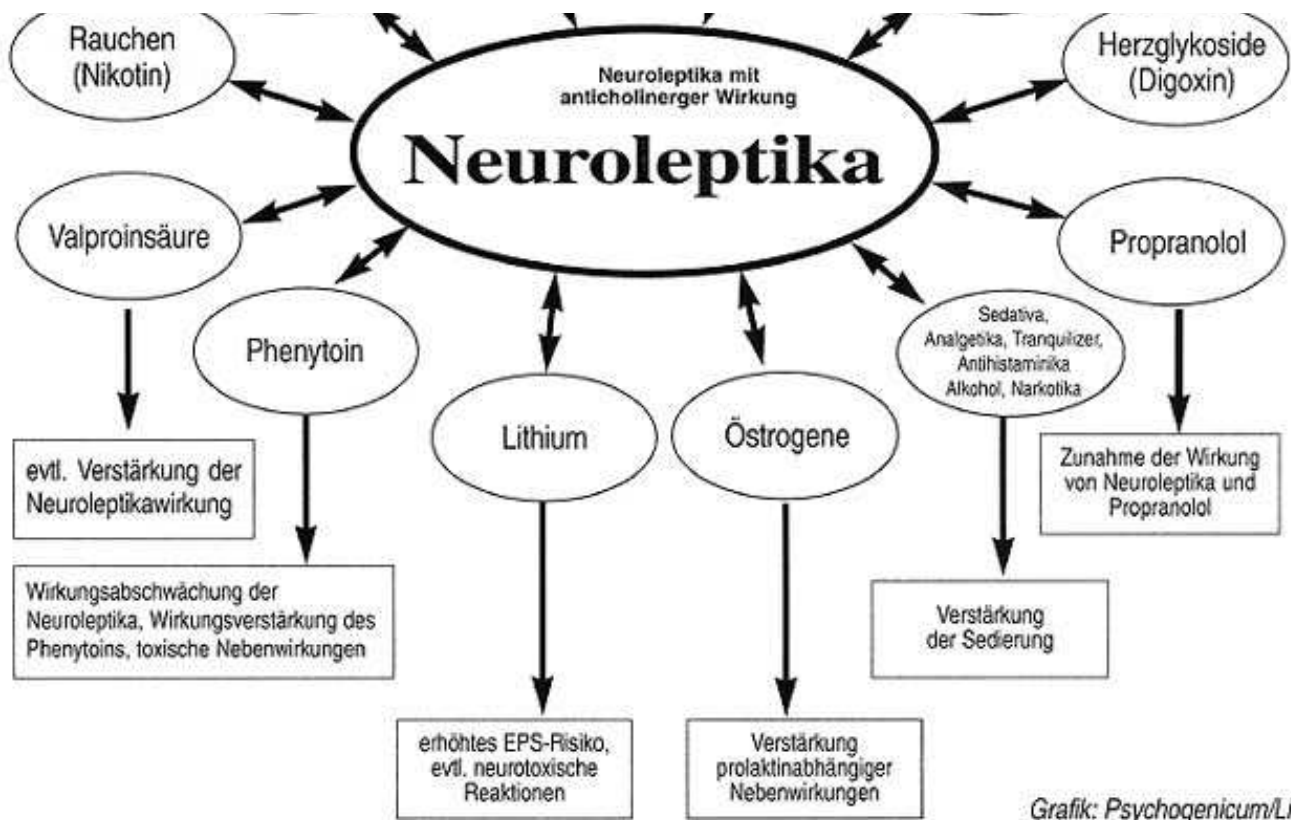 Rauchen
(Nikotin)
Neuroleptika mit
anticholinerger Wirkung
Neuroleptika
Herzglykoside
(Digoxin)
Valproinsäure
Propranolol
Phenytoin
Sedativa,
Analgetika, Tranquilizer,
Antihistaminika
Alkohol, Narkotika
Lithium
Östrogene
evtl. Verstärkung der
Neuroleptikawirkung
Zunahme der Wirkung
von Neuroleptika und
Propranolol
Wirkungsabschwächung der
Neuroleptika, Wirkungsverstärkung des
Phenytoins, toxische Nebenwirkungen
Verstärkung
der Sedierung
erhöhtes EPS-Risiko,
evtl. neurotoxische
Reaktionen
Verstärkung
prolaktinabhängiger
Nebenwirkungen
Grafik: Psychogenicum/